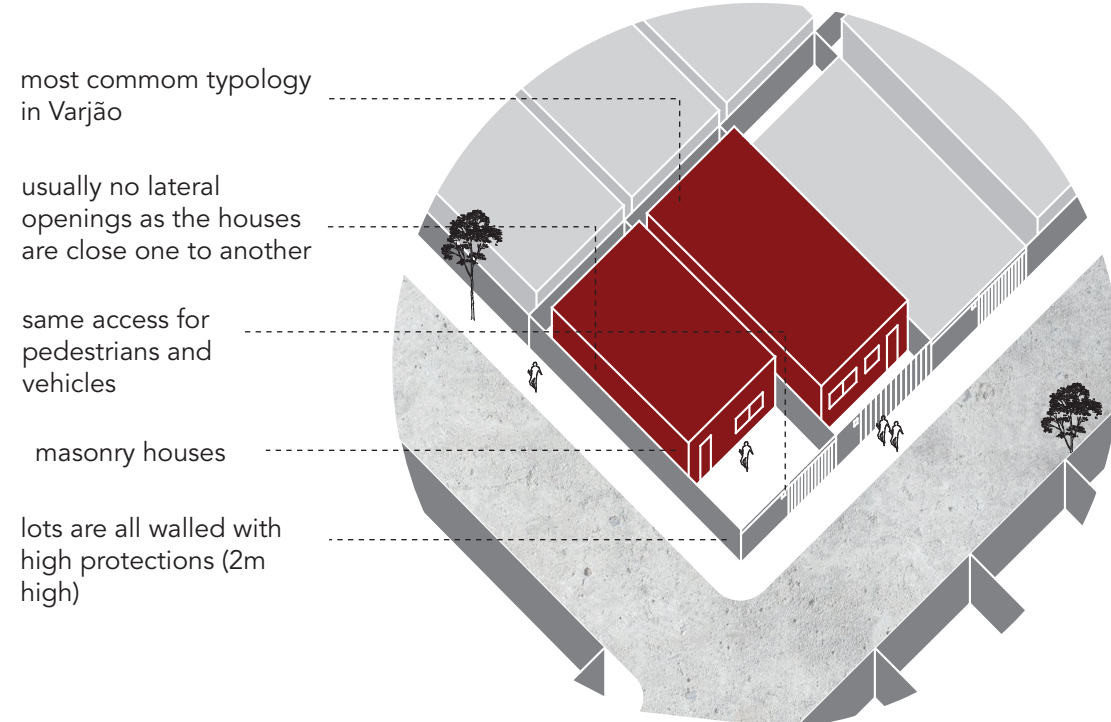 most commom typology
in Varjão
usually no lateral
openings as the houses
are close one to another
same access for
pedestrians and
vehicles
masonry houses
lots are all walled with
high protections (2m
high)